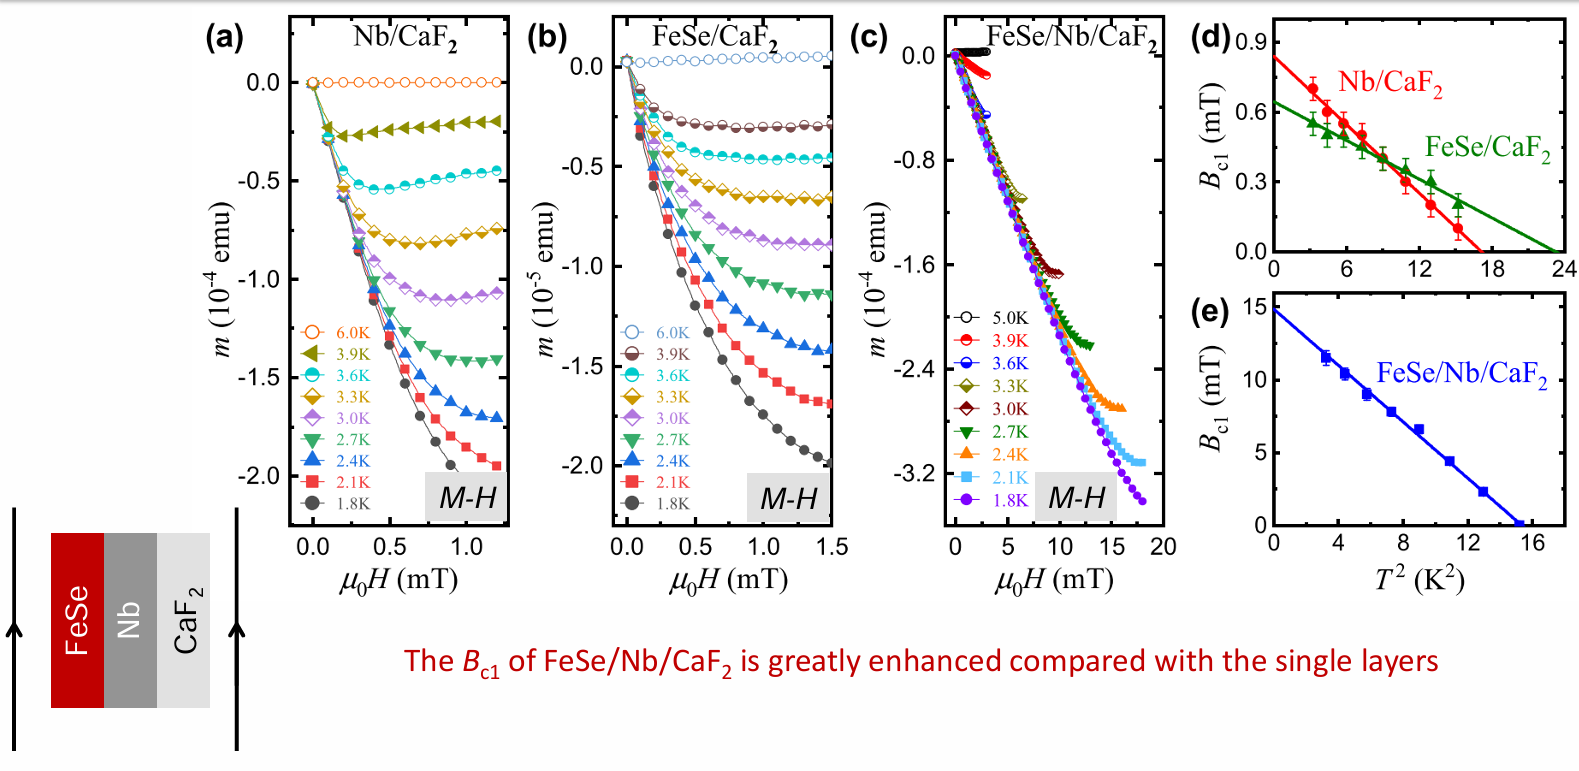 (a)
Nb/CaF2
0.0
-0.5
-1.0
-1.5
-2.0
m (10-4 emu)
6.0K
3.9K
3.6K
3.3K
3.0K
2.7K
2.4K
2.1K
1.8K
M-H
0.0 0.5 1.0
μ0H (mT)
(b)
FeSe/CaF2
0.0
-0.5
-1.0
-1.5
-2.0
m (10-5 emu)
6.0K
3.9K
3.6K
3.3K
3.0K
2.7K
2.4K
2.1K
1.8K
M-H
0.0 0.5 1.0 1.5
μ0H (mT)
(c)
FeSe/Nb/CaF2
0.0
-0.8
-1.6
-2.4
-3.2
m (10-4 emu)
5.0K
3.9K
3.6K
3.3K
3.0K
2.7K
2.4K
2.1K
1.8K
M-H
0 5 10 15 20
μ0H (mT)
(d)
0.9
0.6
0.3
0.0
Bc1 (mT)
Nb/CaF2
FeSe/CaF2
0 6 12 18 24
(e)
15
10
5
0
Bc1 (mT)
FeSe/Nb/CaF2
0 4 8 12 16
T2 (K2)
FeSe
Nb
CaF2
The Bc1 of FeSe/Nb/CaF2 is greatly enhanced compared with the single layers